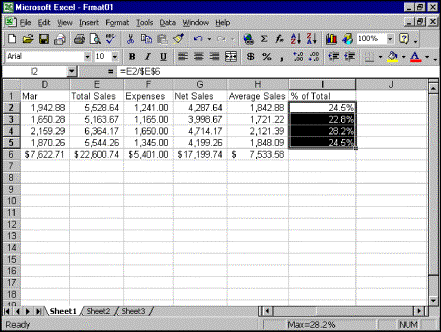 Microsoft Excel - Frmat01
File Edit View Insert Format Tools Data Window Help
100%
Arial 10 B I U $ % ,
I2 = =E2/$E$6
D E F G H I J
1 Mar Total Sales Expenses Net Sales Average Sales % of Total
2 1,942.88 5,528.64 1,241.00 4,287.64 1,842.88 24.5%
3 1,650.28 5,163.67 1,165.00 3,998.67 1,721.22 22.8%
4 2,159.29 6,364.17 1,650.00 4,714.17 2,121.39 28.2%
5 1,870.26 5,544.26 1,345.00 4,199.26 1,848.09 24.5%
6 $7,622.71 $22,600.74 $5,401.00 $17,199.74 $ 7,533.58
7
8
9
10
11
12
13
14
15
16
17
18
19
Sheet1 Sheet2 Sheet3
Ready Max=28.2% NUM